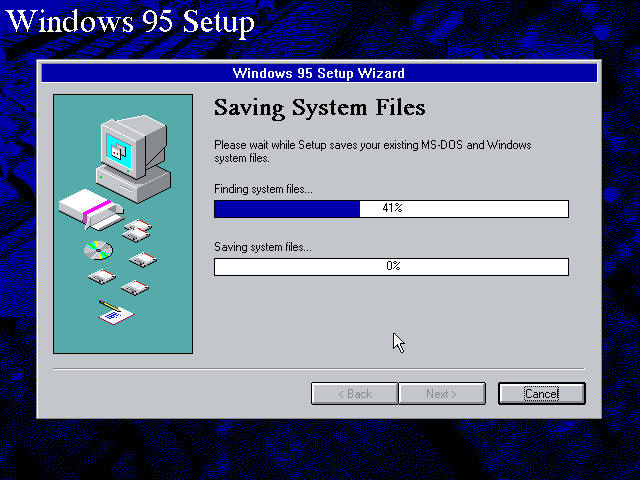 Windows 95 Setup
Windows 95 Setup Wizard
Saving System Files
Please wait while Setup saves your existing MS-DOS and Windows
system files.
Finding system files...
41%
Saving system files...
0%
< Back
Next >
Cancel